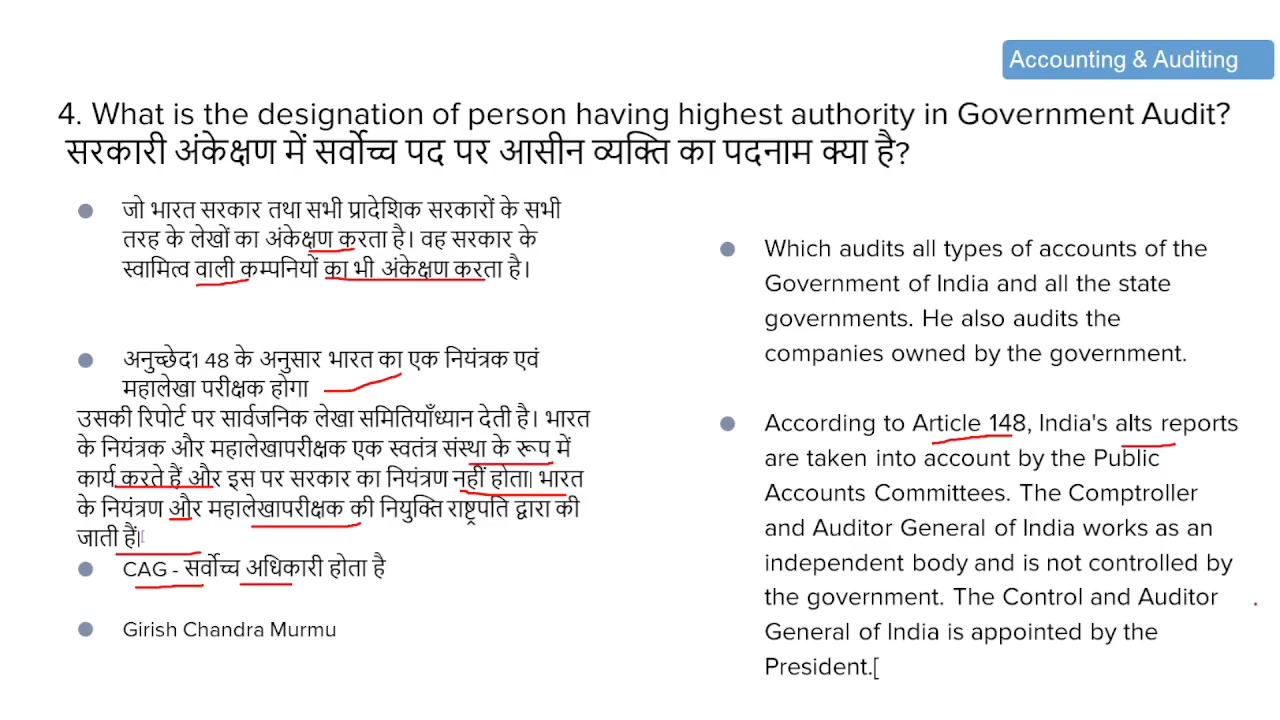 Accounting & Auditing
4. What is the designation of person having highest authority in Government Audit?
सरकारी अंकेक्षण में सर्वोच्च पद पर आसीन व्यक्ति का पदनाम क्या है?
जो भारत सरकार तथा सभी प्रादेशिक सरकारों के सभी
तरह के लेखों का अंकेक्षण करता है। वह सरकार के
स्वामित्व वाली कम्पनियों का भी अंकेक्षण करता है।
अनुच्छेद1 48 के अनुसार भारत का एक नियंत्रक एवं
महालेखा परीक्षक होगा
उसकी रिपोर्ट पर सार्वजनिक लेखा समितियाँध्यान देती है। भारत
के नियंत्रक और महालेखापरीक्षक एक स्वतंत्र संस्था के रूप में
कार्य करते हैं और इस पर सरकार का नियंत्रण नहीं होता। भारत
के नियंत्रण और महालेखापरीक्षक की नियुक्ति राष्ट्रपति द्वारा की
जाती हैं।[
CAG - सर्वोच्च अधिकारी होता है
Girish Chandra Murmu
Which audits all types of accounts of the
Government of India and all the state
governments. He also audits the
companies owned by the government.
According to Article 148, India's alts reports
are taken into account by the Public
Accounts Committees. The Comptroller
and Auditor General of India works as an
independent body and is not controlled by
the government. The Control and Auditor
General of India is appointed by the
President.[